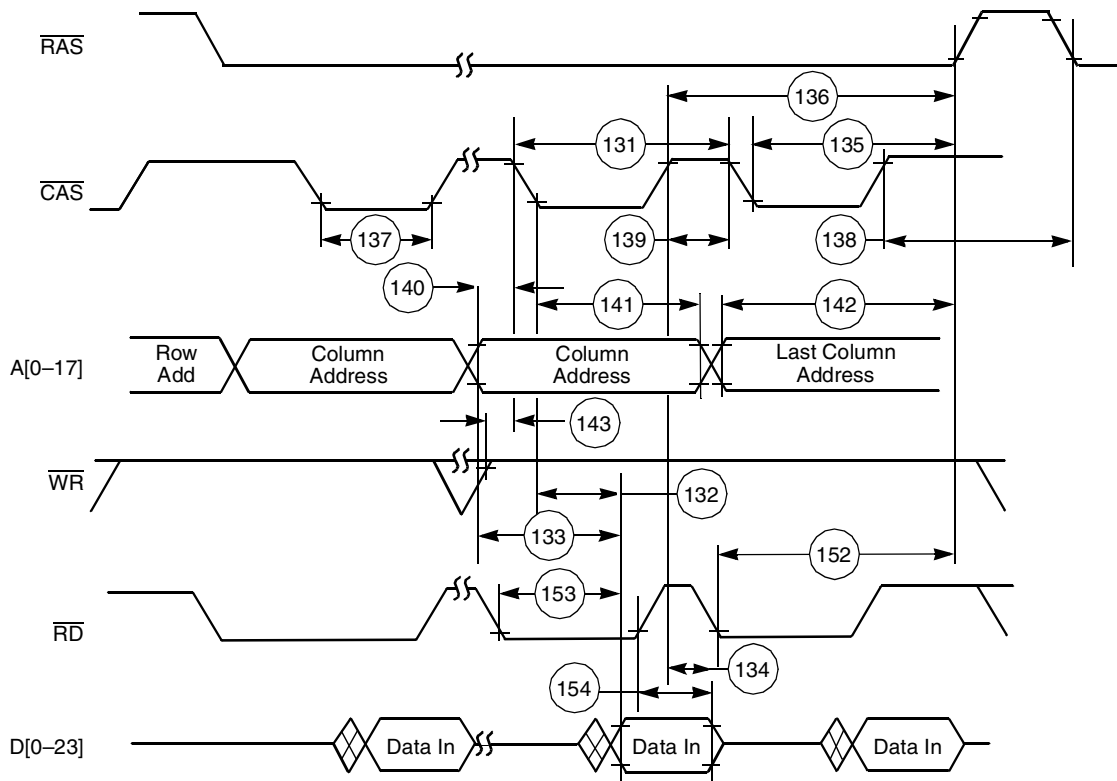 RAS
136
131
135
CAS
137
139
138
140
141
142
A[0–17]
Row
Add
Column
Address
Column
Address
Last Column
Address
143
WR
132
133
152
153
RD
134
154
D[0–23]
Data In
Data In
Data In